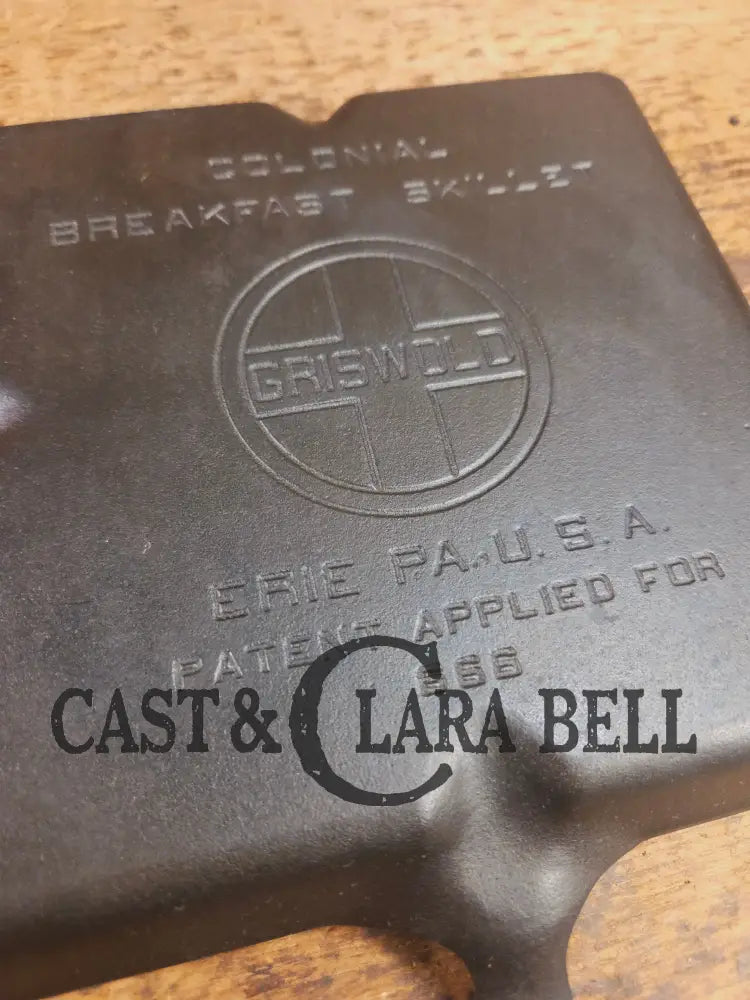 COLONIAL
BREAKFAST SKILLET
GRISWOLD
ERIE PA., U.S.A.
PATENT APPLIED FOR
666
CAST & CLARA BELL